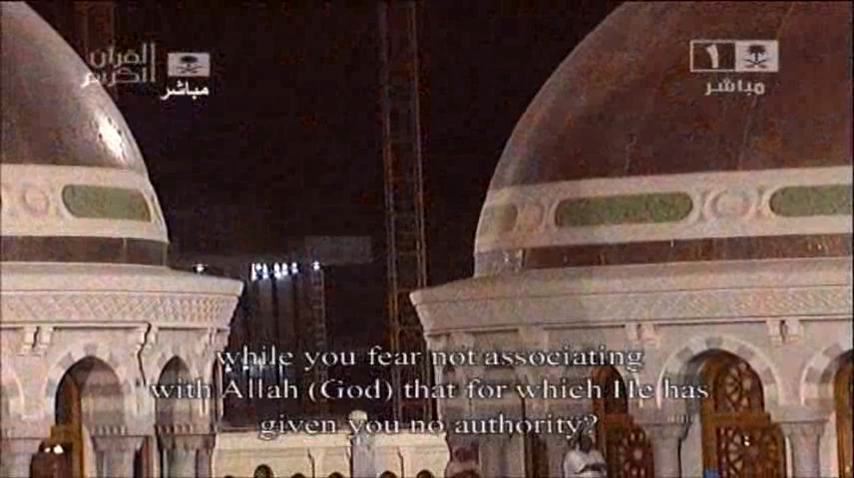 القرآن
الكريم
مباشر
١
مباشر
while you fear not associating
with Allah (God) that for which He has
given you no authority?